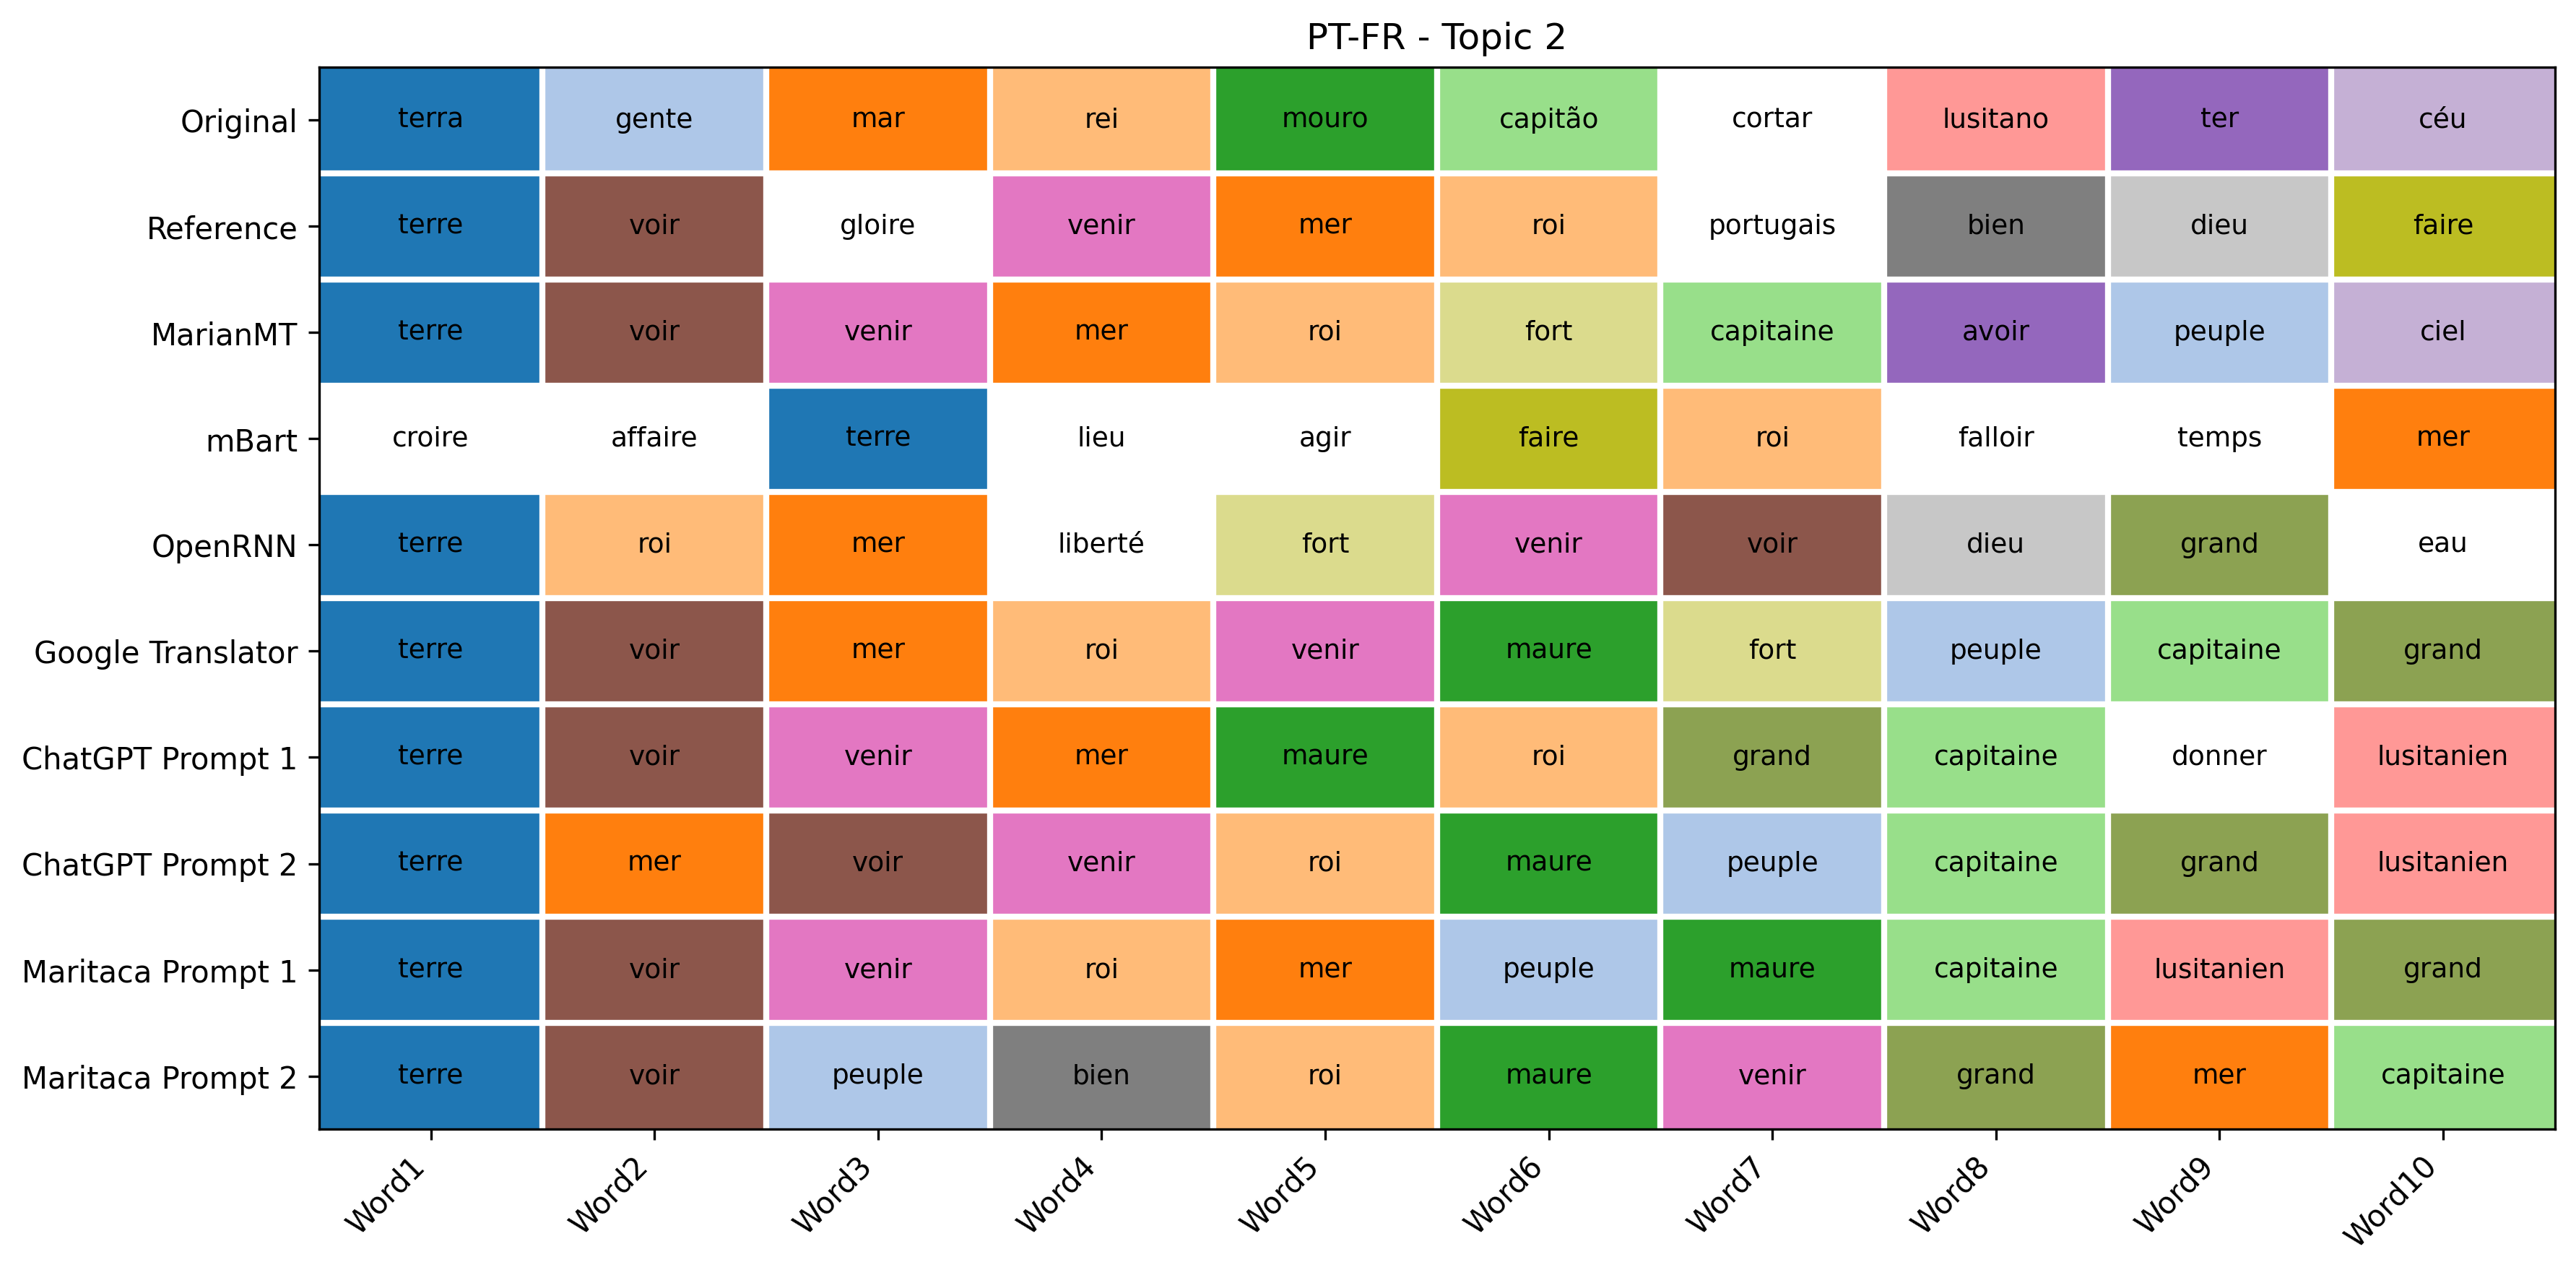 PT-FR - Topic 2
Original terra gente mar rei mouro capitão cortar lusitano ter céu
Reference terre voir gloire venir mer roi portugais bien dieu faire
MarianMT terre voir venir mer roi fort capitaine avoir peuple ciel
mBart croire affaire terre lieu agir faire roi falloir temps mer
OpenRNN terre roi mer liberté fort venir voir dieu grand eau
Google Translator terre voir mer roi venir maure fort peuple capitaine grand
ChatGPT Prompt 1 terre voir venir mer maure roi grand capitaine donner lusitanien
ChatGPT Prompt 2 terre mer voir venir roi maure peuple capitaine grand lusitanien
Maritaca Prompt 1 terre voir venir roi mer peuple maure capitaine lusitanien grand
Maritaca Prompt 2 terre voir peuple bien roi maure venir grand mer capitaine
Word1 Word2 Word3 Word4 Word5 Word6 Word7 Word8 Word9 Word10